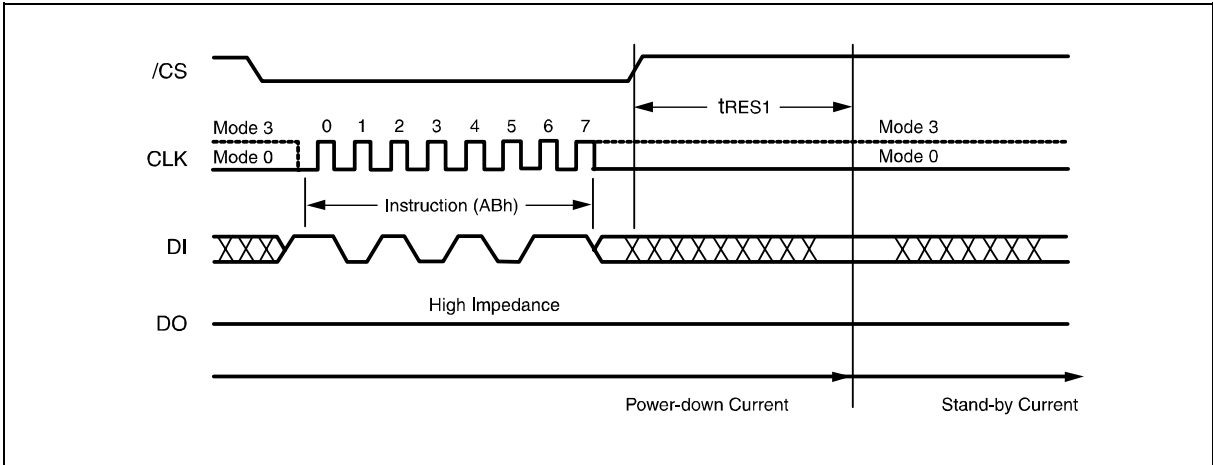 /CS
tRES1
Mode 3 0 1 2 3 4 5 6 7 Mode 3
CLK Mode 0 Mode 0
Instruction (ABh)
DI
High Impedance
DO
Power-down Current Stand-by Current